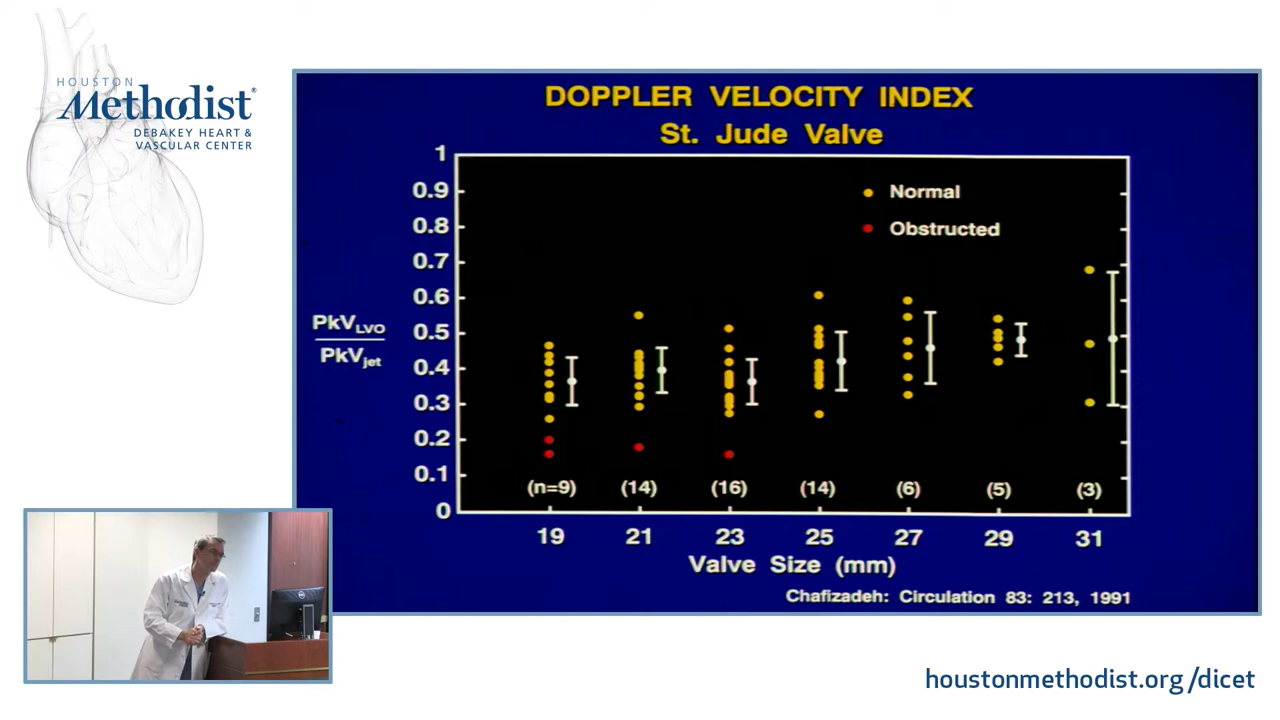 HOUSTON
Methodist®
DEBAKEY HEART &
VASCULAR CENTER
DOPPLER VELOCITY INDEX
St. Jude Valve
1
0.9
0.8
0.7
0.6
0.5
0.4
0.3
0.2
0.1
0
PkVLVO
PkVjet
Normal
Obstructed
(n=9) (14) (16) (14) (6) (5) (3)
19 21 23 25 27 29 31
Valve Size (mm)
Chafizadeh: Circulation 83: 213, 1991
houstonmethodist.org/dicet